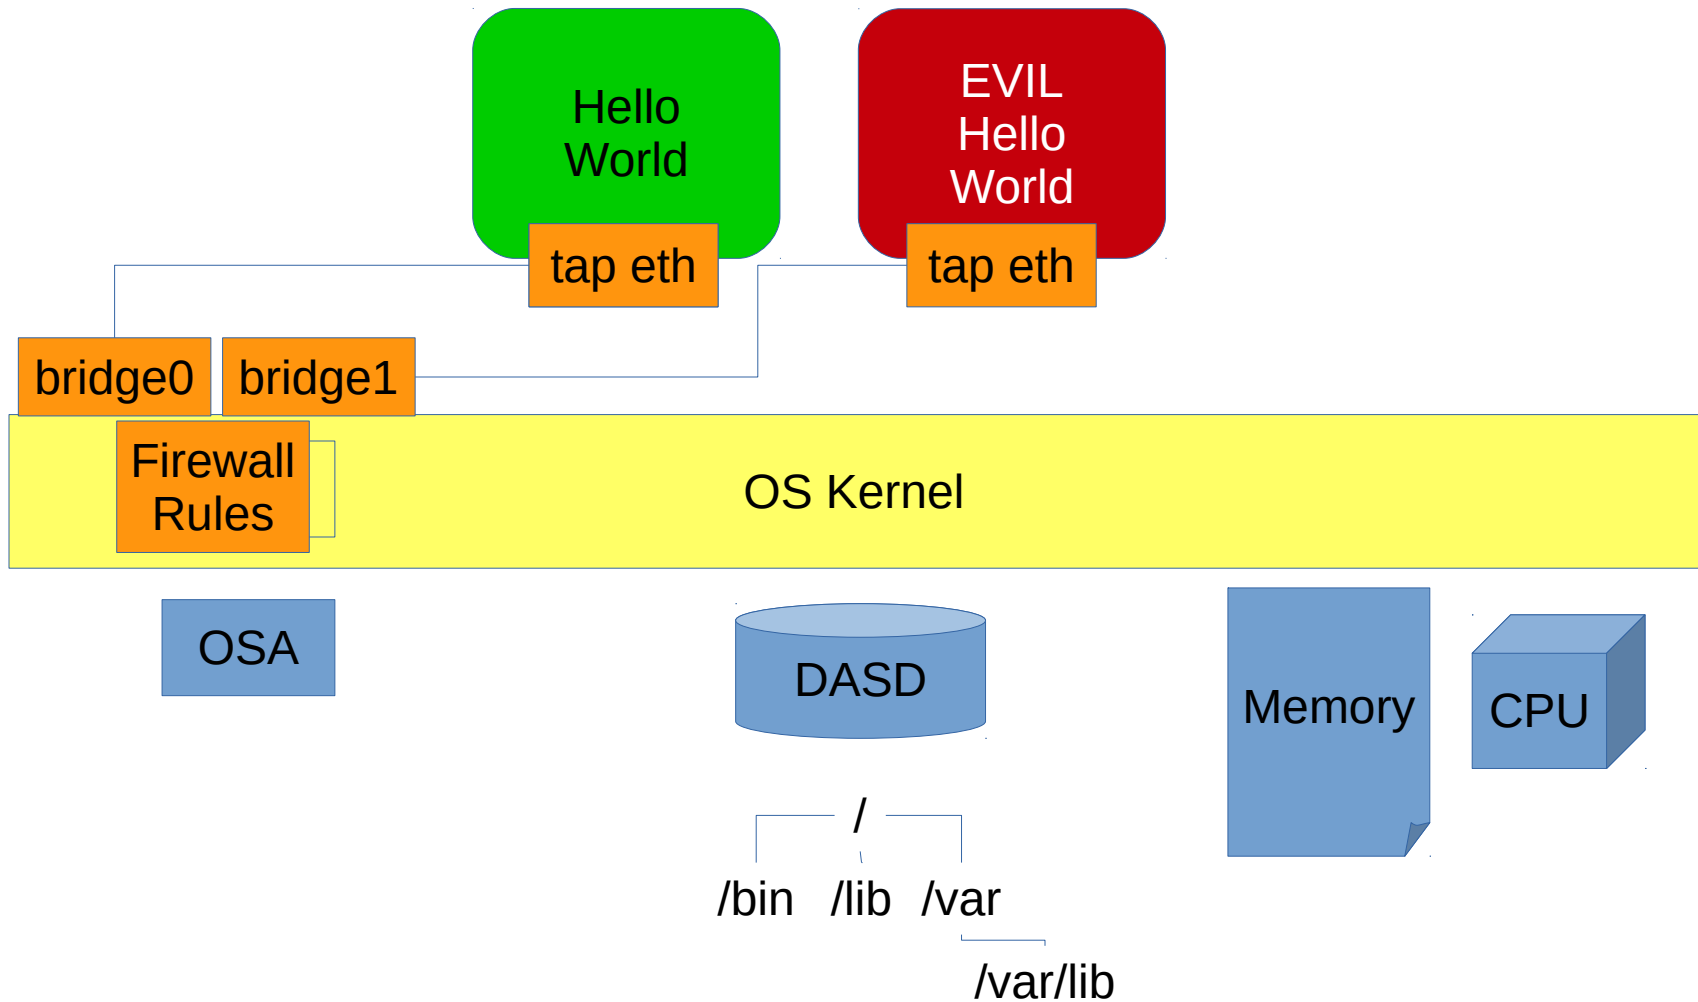 Hello
World
EVIL
Hello
World
tap eth
tap eth
bridge0
bridge1
Firewall
Rules
OS Kernel
OSA
DASD
Memory
CPU
/
/bin
/lib
/var
/var/lib